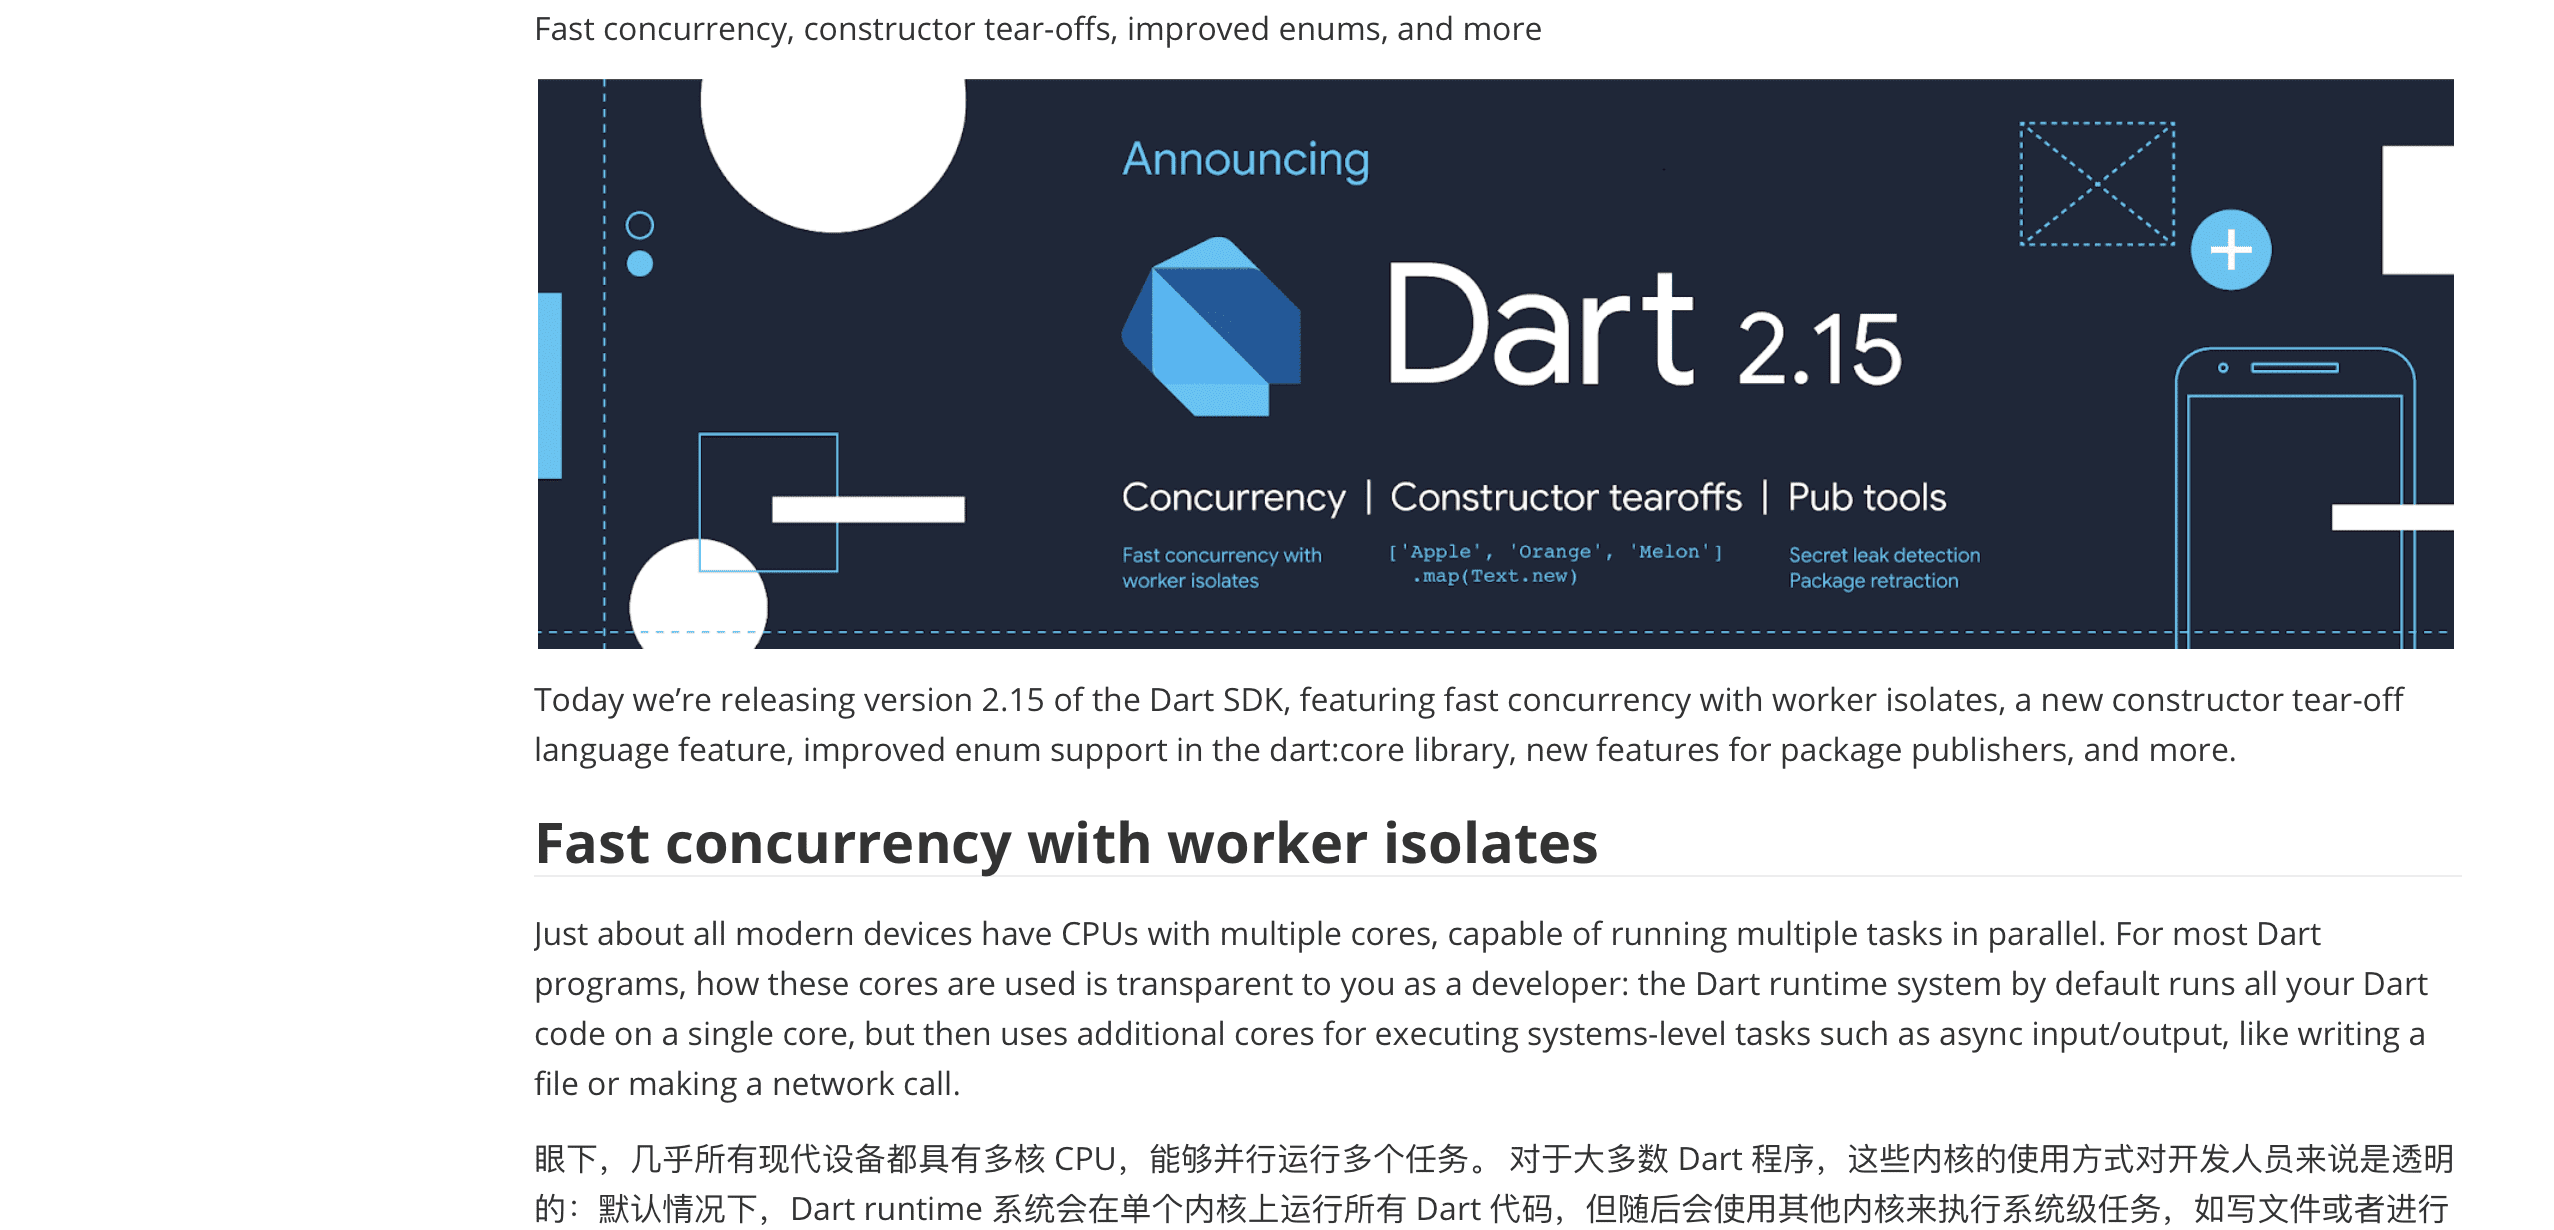 Fast concurrency, constructor tear-offs, improved enums, and more
Announcing
Dart 2.15
Concurrency | Constructor tearoffs | Pub tools
Fast concurrency with
worker isolates
['Apple', 'Orange', 'Melon']
.map(Text.new)
Secret leak detection
Package retraction
Today we’re releasing version 2.15 of the Dart SDK, featuring fast concurrency with worker isolates, a new constructor tear-off
language feature, improved enum support in the dart:core library, new features for package publishers, and more.
Fast concurrency with worker isolates
Just about all modern devices have CPUs with multiple cores, capable of running multiple tasks in parallel. For most Dart
programs, how these cores are used is transparent to you as a developer: the Dart runtime system by default runs all your Dart
code on a single core, but then uses additional cores for executing systems-level tasks such as async input/output, like writing a
file or making a network call.
眼下，几乎所有现代设备都具有多核 CPU，能够并行运行多个任务。 对于大多数 Dart 程序，这些内核的使用方式对开发人员来说是透明
的：默认情况下，Dart runtime 系统会在单个内核上运行所有 Dart 代码，但随后会使用其他内核来执行系统级任务，如写文件或者进行